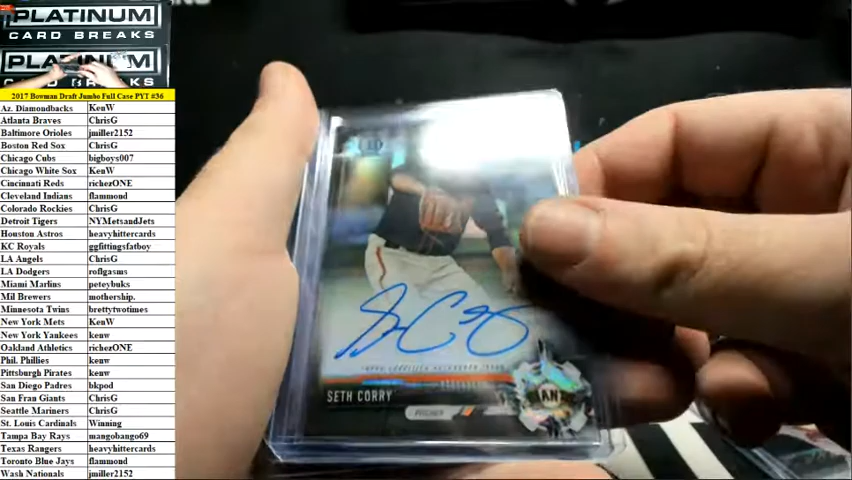 PLATINUM
CARD BREAKS
PLATINUM
CARD BREAKS
2017 Bowman Draft Jumbo Full Case PYT #36
Az. Diamondbacks KenW
Atlanta Braves ChrisG
Baltimore Orioles jmiller2152
Boston Red Sox ChrisG
Chicago Cubs bigboys007
Chicago White Sox KenW
Cincinnati Reds richezONE
Cleveland Indians flammond
Colorado Rockies ChrisG
Detroit Tigers NYMetsandJets
Houston Astros heavyhittercards
KC Royals ggfittingsfatboy
LA Angels ChrisG
LA Dodgers roflgasms
Miami Marlins peteybuks
Mil Brewers mothership.
Minnesota Twins brettytwotimes
New York Mets KenW
New York Yankees kenw
Oakland Athletics richezONE
Phil. Phillies kenw
Pittsburgh Pirates kenw
San Diego Padres bkpod
San Fran Giants ChrisG
Seattle Mariners ChrisG
St. Louis Cardinals Winning
Tampa Bay Rays mangobango69
Texas Rangers heavyhittercards
Toronto Blue Jays flammond
Wash Nationals jmiller2152
SETH CORRY
PITCHER